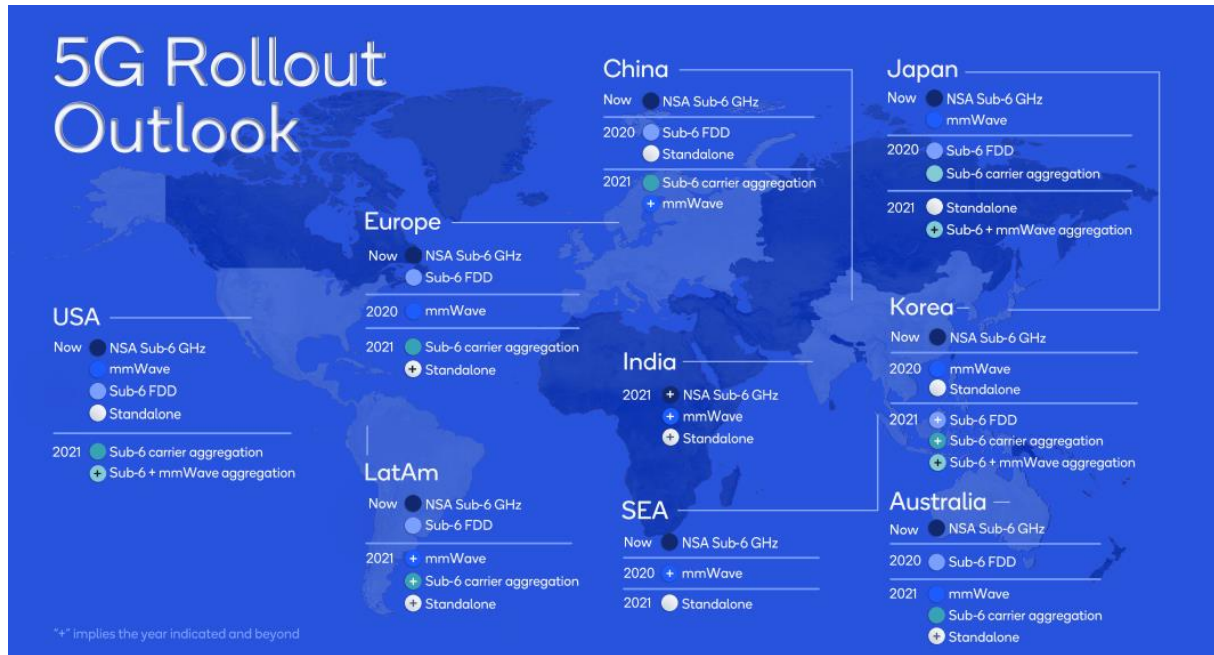 5G Rollout
Outlook
USA
Now NSA Sub-6 GHz
mmWave
Sub-6 FDD
Standalone
2021 Sub-6 carrier aggregation
+ Sub-6 + mmWave aggregation
Europe
Now NSA Sub-6 GHz
Sub-6 FDD
2020 mmWave
2021 Sub-6 carrier aggregation
+ Standalone
LatAm
Now NSA Sub-6 GHz
Sub-6 FDD
2021 + mmWave
+ Sub-6 carrier aggregation
+ Standalone
China
Now NSA Sub-6 GHz
2020 Sub-6 FDD
Standalone
2021 Sub-6 carrier aggregation
+ mmWave
India
2021 + NSA Sub-6 GHz
+ mmWave
+ Standalone
SEA
Now NSA Sub-6 GHz
2020 + mmWave
2021 Standalone
Japan
Now NSA Sub-6 GHz
mmWave
2020 Sub-6 FDD
Sub-6 carrier aggregation
2021 Standalone
+ Sub-6 + mmWave aggregation
Korea
Now NSA Sub-6 GHz
2020 mmWave
Standalone
2021 + Sub-6 FDD
+ Sub-6 carrier aggregation
+ Sub-6 + mmWave aggregation
Australia
Now NSA Sub-6 GHz
2020 Sub-6 FDD
2021 mmWave
Sub-6 carrier aggregation
+ Standalone
"+" implies the year indicated and beyond